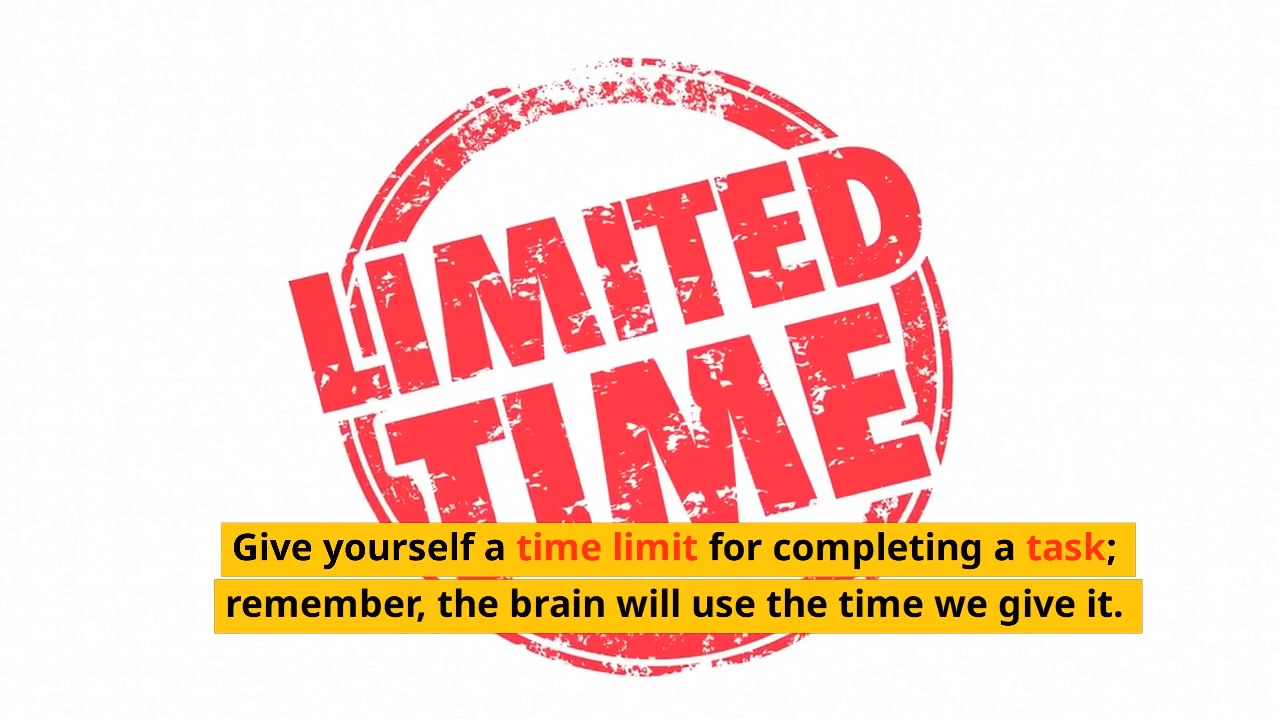 LIMITED
TIME
Give yourself a time limit for completing a task;
remember, the brain will use the time we give it.